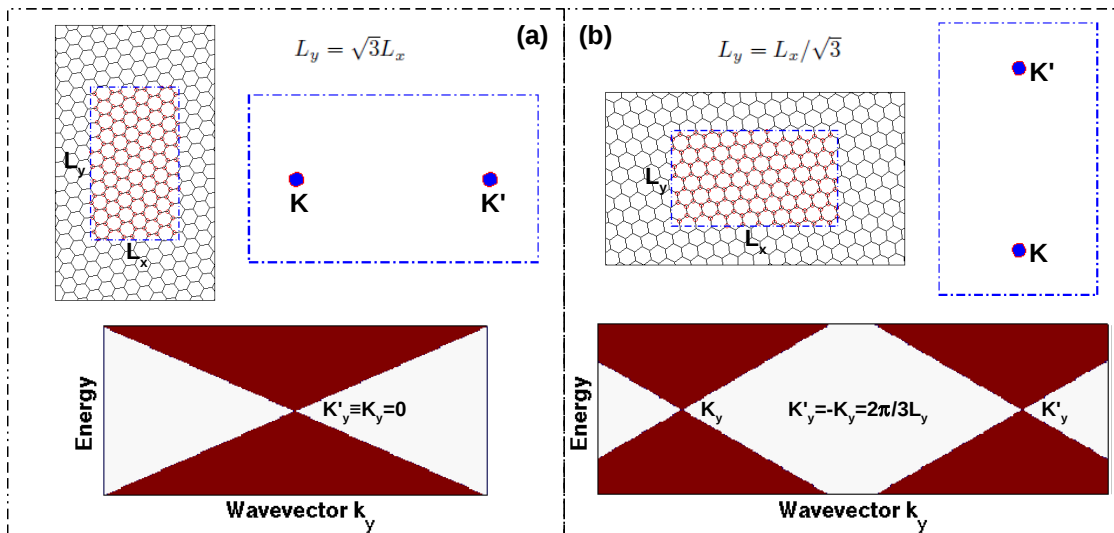 (a)
L_y = √3L_x
L_y
L_x
K
K'
Energy
K'_y≡K_y=0
Wavevector k_y
(b)
L_y = L_x/√3
L_y
L_x
K'
K
Energy
K_y
K'_y=-K_y=2π/3L_y
K'_y
Wavevector k_y